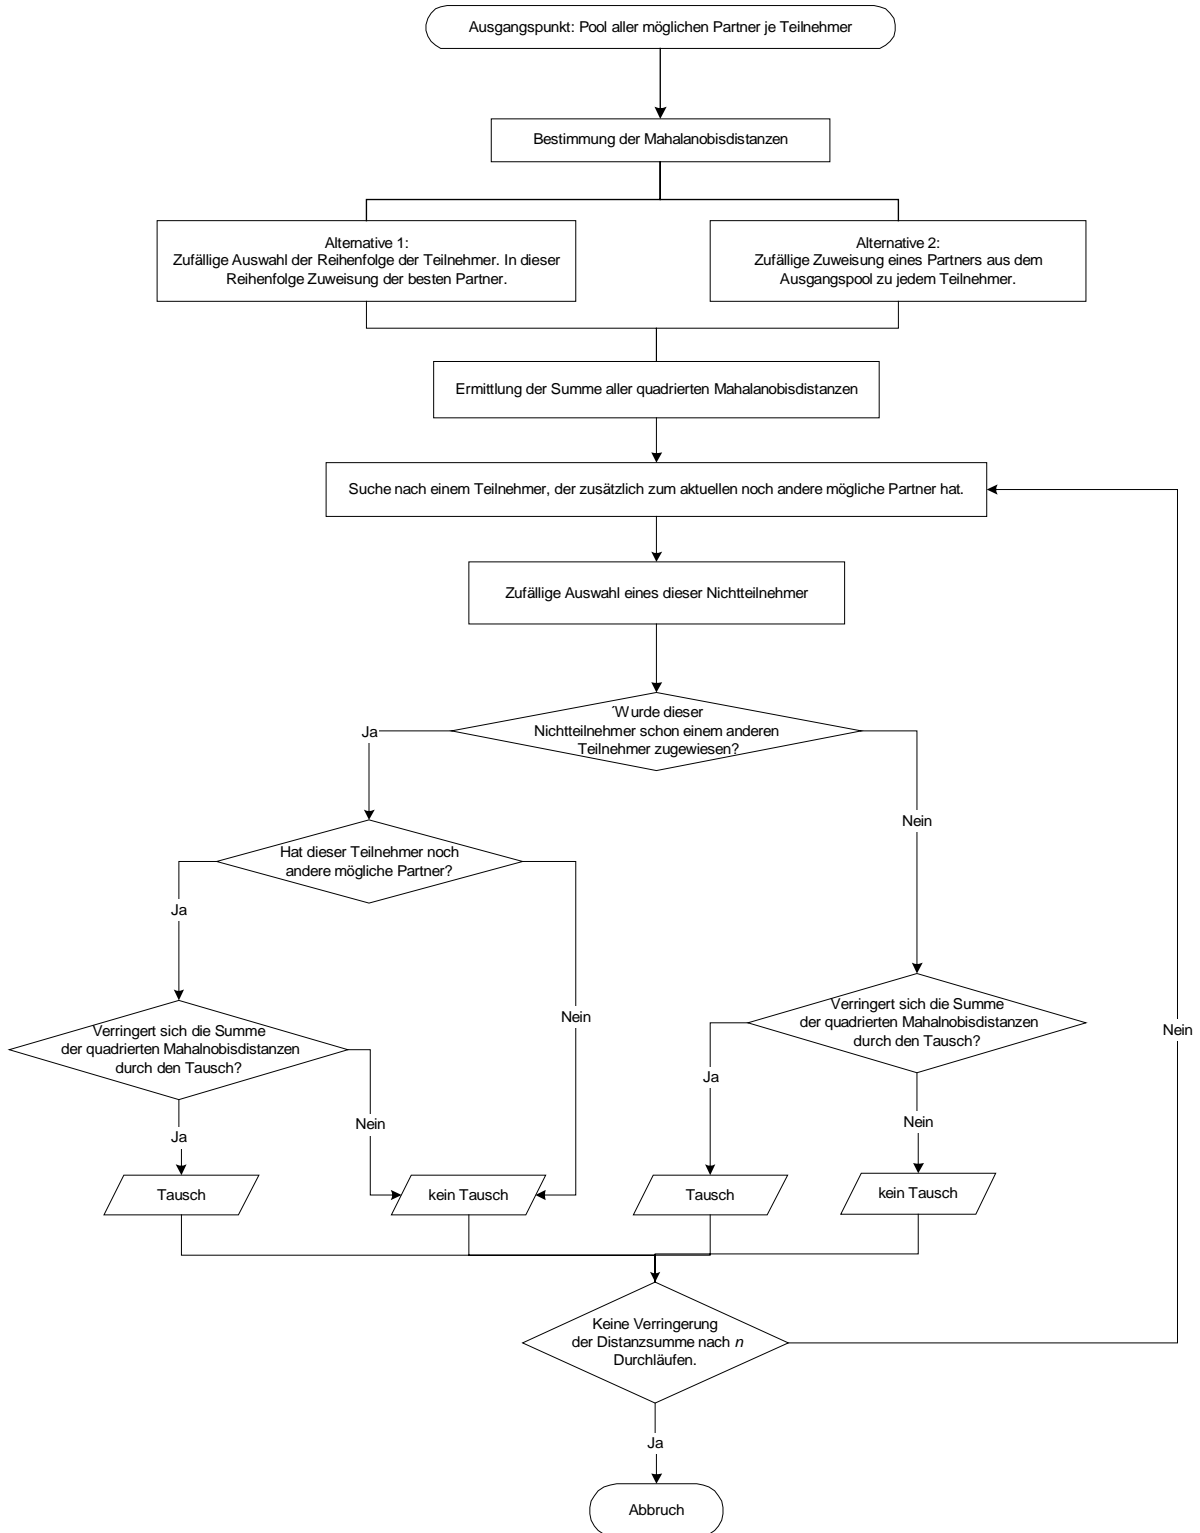 Ausgangspunkt: Pool aller möglichen Partner je Teilnehmer
Bestimmung der Mahalanobisdistanzen
Alternative 1:
Zufällige Auswahl der Reihenfolge der Teilnehmer. In dieser
Reihenfolge Zuweisung der besten Partner.
Alternative 2:
Zufällige Zuweisung eines Partners aus dem
Ausgangspool zu jedem Teilnehmer.
Ermittlung der Summe aller quadrierten Mahalanobisdistanzen
Suche nach einem Teilnehmer, der zusätzlich zum aktuellen noch andere mögliche Partner hat.
Zufällige Auswahl eines dieser Nichtteilnehmer
´Wurde dieser
Nichtteilnehmer schon einem anderen
Teilnehmer zugewiesen?
Ja
Nein
Hat dieser Teilnehmer noch
andere mögliche Partner?
Ja
Nein
Verringert sich die Summe
der quadrierten Mahalnobisdistanzen
durch den Tausch?
Verringert sich die Summe
der quadrierten Mahalnobisdistanzen
durch den Tausch?
Nein
Ja
Nein
Ja
Nein
Tausch
kein Tausch
Tausch
kein Tausch
Keine Verringerung
der Distanzsumme nach n
Durchläufen.
Ja
Abbruch